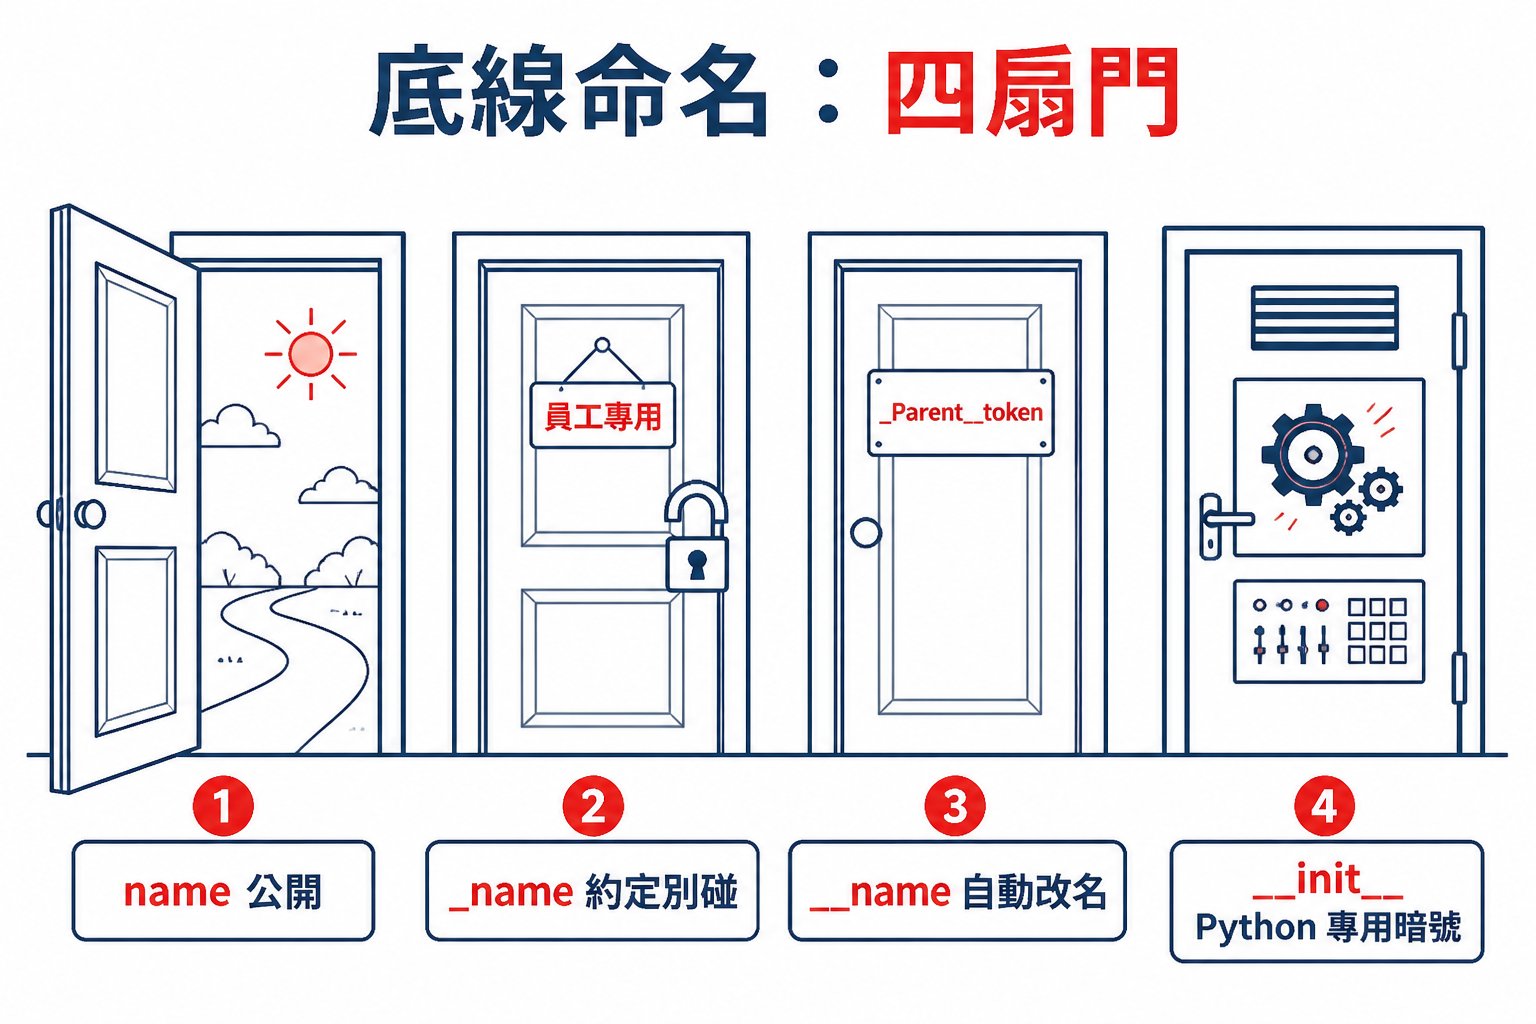 底線命名：四扇門
員工專用
_Parent__token
1
2
3
4
name 公開
_name 約定別碰
__name 自動改名
__init__
Python 專用暗號